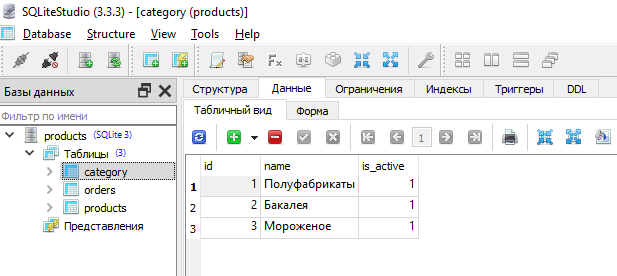 SQLiteStudio (3.3.3) - [category (products)]
Database Structure View Tools Help
Базы данных
Фильтр по имени
products (SQLite 3)
Таблицы (3)
category
orders
products
Представления
Структура Данные Ограничения Индексы Триггеры DDL
Табличный вид Форма
1
id name is_active
1 1 Полуфабрикаты 1
2 2 Бакалея 1
3 3 Мороженое 1